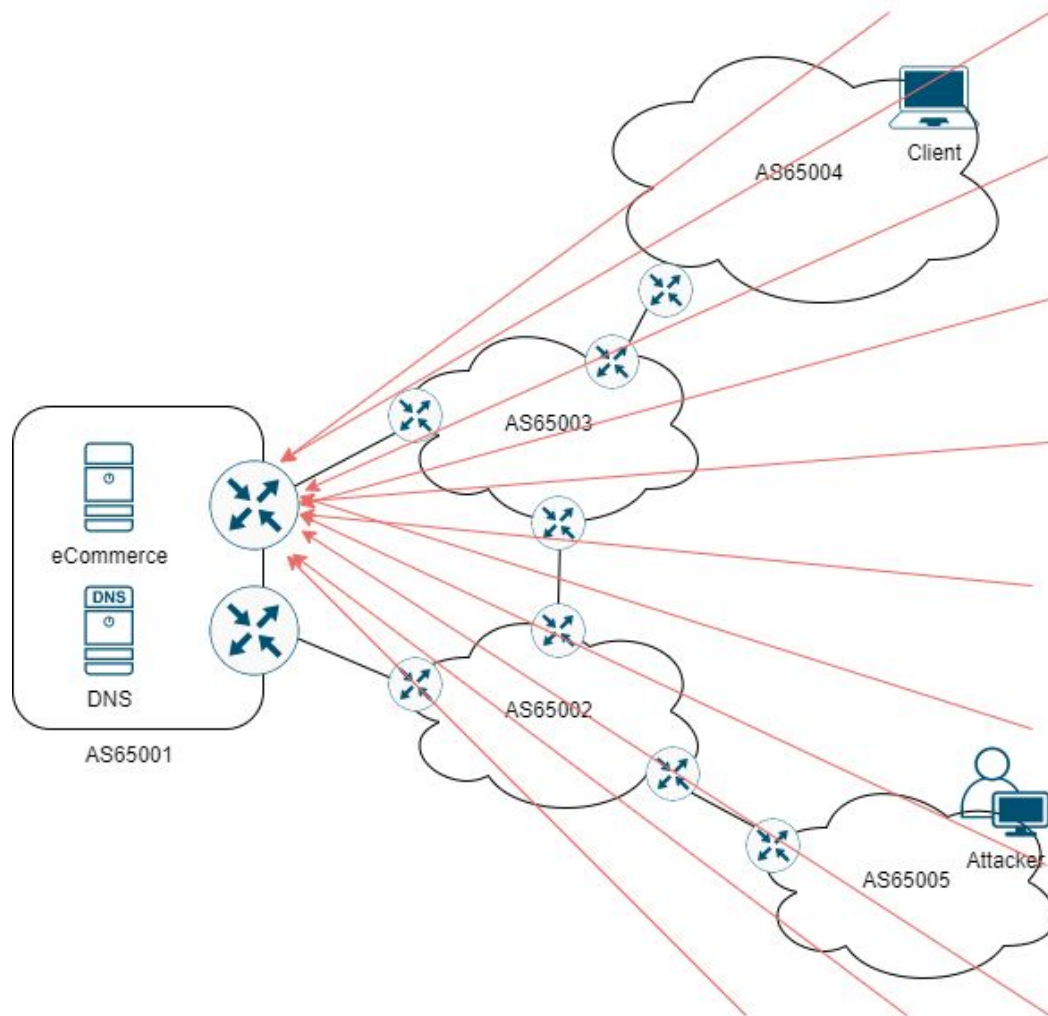 AS65004
Client
AS65003
eCommerce
DNS
DNS
AS65001
AS65002
Attacker
AS65005